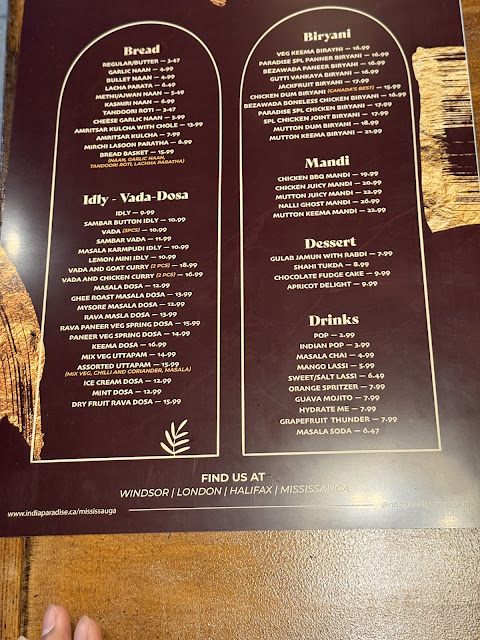 Bread
REGULAR/BUTTER – 3.47
GARLIC NAAN – 4.99
BULLET NAAN – 4.99
LACHA PARATA – 6.49
METHI/AJWAN NAAN – 5.49
KASMIRI NAAN – 6.99
TANDOORI ROTI – 3.47
CHEESE GARLIC NAAN – 5.99
AMRITSAR KULCHA WITH CHOLE – 13.99
AMRITSAR KULCHA – 7.99
MIRCHI LASOON PARATHA – 6.99
BREAD BASKET – 15.99
(NAAN, GARLIC NAAN,
TANDOORI ROTI, LACHHA PARATHA)
Idly - Vada-Dosa
IDLY – 9.99
SAMBAR BUTTON IDLY – 10.99
VADA (3PCS) – 10.99
SAMBAR VADA – 11.99
MASALA KARMPUDI IDLY – 10.99
LEMON MINI IDLY – 10.99
VADA AND GOAT CURRY (2 PCS) – 18.99
VADA AND CHICKEN CURRY (2 PCS) – 16.99
MASALA DOSA – 12.99
GHEE ROAST MASALA DOSA – 13.99
MYSORE MASALA DOSA – 12.99
RAVA MASLA DOSA – 13.99
RAVA PANEER VEG SPRING DOSA – 15.99
PANEER VEG SPRING DOSA – 14.99
KEEMA DOSA – 16.99
MIX VEG UTTAPAM – 14.99
ASSORTED UTTAPAM – 15.99
(MIX VEG, CHILLI AND CORIANDER, MASALA)
ICE CREAM DOSA – 12.99
MINT DOSA – 12.99
DRY FRUIT RAVA DOSA – 15.99
Biryani
VEG KEEMA BIRAYNI – 16.99
PARADISE SPL PANNER BIRYANI – 16.99
BEZAWADA PANEER BIRYANI – 16.99
GUTTI VANKAYA BIRYANI – 16.99
JACKFRUIT BIRYANI – 17.99
CHICKEN DUM BIRYANI (CANADA'S BEST) – 15.99
BEZAWADA BONELESS CHICKEN BIRYANI – 16.99
PARADISE SPL CHICKEN BIRYANI – 17.99
SPL CHICKEN JOINT BIRYANI – 17.99
MUTTON DUM BIRYANI – 18.99
MUTTON KEEMA BIRYANI – 21.99
Mandi
CHICKEN BBQ MANDI – 19.99
CHICKEN JUICY MANDI – 20.99
MUTTON JUICY MANDI – 22.99
NALLI GHOST MANDI – 26.99
MUTTON KEEMA MANDI – 22.99
Dessert
GULAB JAMUN WITH RABDI – 7.99
SHAHI TUKDA – 8.99
CHOCOLATE FUDGE CAKE – 9.99
APRICOT DELIGHT – 9.99
Drinks
POP – 2.99
INDIAN POP – 3.99
MASALA CHAI – 4.99
MANGO LASSI – 5.99
SWEET/SALT LASSI – 6.49
ORANGE SPRITZER – 7.99
GUAVA MOJITO – 7.99
HYDRATE ME – 7.99
GRAPEFRUIT THUNDER – 7.99
MASALA SODA – 6.47
FIND US AT
WINDSOR | LONDON | HALIFAX | MISSISSAUGA
www.indiaparadise.ca/mississauga